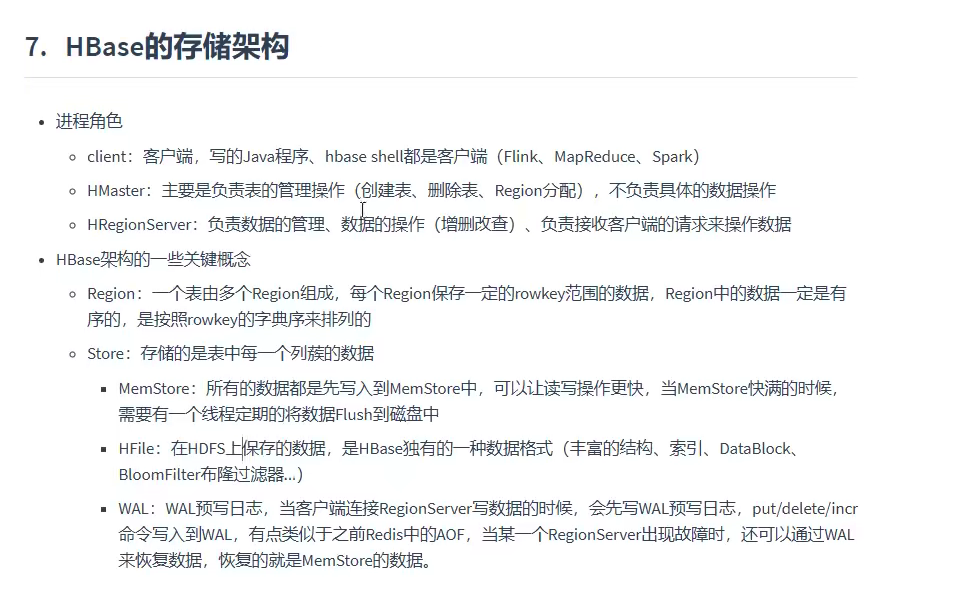 7. HBase的存储架构
进程角色
client：客户端，写的Java程序、hbase shell都是客户端（Flink、MapReduce、Spark）
HMaster：主要是负责表的管理操作（创建表、删除表、Region分配），不负责具体的数据操作
HRegionServer：负责数据的管理、数据的操作（增删改查）、负责接收客户端的请求来操作数据
HBase架构的一些关键概念
Region：一个表由多个Region组成，每个Region保存一定的rowkey范围的数据，Region中的数据一定是有
序的，是按照rowkey的字典序来排列的
Store：存储的是表中每一个列蔟的数据
MemStore：所有的数据都是先写入到MemStore中，可以让读写操作更快，当MemStore快满的时候，
需要有一个线程定期的将数据Flush到磁盘中
HFile：在HDFS上保存的数据，是HBase独有的一种数据格式（丰富的结构、索引、DataBlock、
BloomFilter布隆过滤器...）
WAL：WAL预写日志，当客户端连接RegionServer写数据的时候，会先写WAL预写日志，put/delete/incr
命令写入到WAL，有点类似于之前Redis中的AOF，当某一个RegionServer出现故障时，还可以通过WAL
来恢复数据，恢复的就是MemStore的数据。